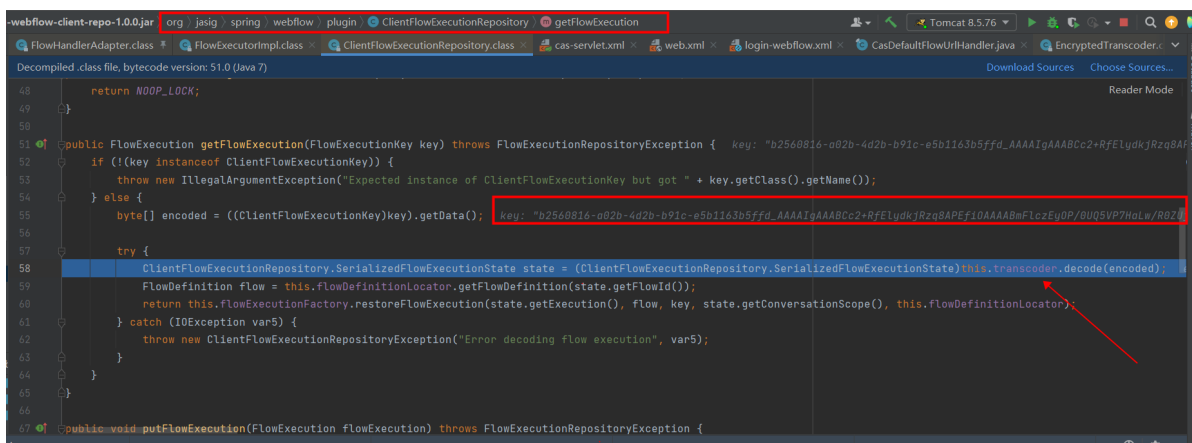 -webflow-client-repo-1.0.0.jar org jasig spring webflow plugin ClientFlowExecutionRepository getFlowExecution Tomcat 8.5.76
FlowHandlerAdapter.class FlowExecutorImpl.class ClientFlowExecutionRepository.class cas-servlet.xml web.xml login-webflow.xml CasDefaultFlowUrlHandler.java EncryptedTranscoder.c
Decompiled .class file, bytecode version: 51.0 (Java 7) Download Sources Choose Sources...
48 return NOOP_LOCK; Reader Mode
49 }
50
51 public FlowExecution getFlowExecution(FlowExecutionKey key) throws FlowExecutionRepositoryException { key: "b2560816-a02b-4d2b-b91c-e5b1163b5ffd_AAAAIgAAABCc2+RfElydkjRzq8AP
52 if (!(key instanceof ClientFlowExecutionKey)) {
53 throw new IllegalArgumentException("Expected instance of ClientFlowExecutionKey but got " + key.getClass().getName());
54 } else {
55 byte[] encoded = ((ClientFlowExecutionKey)key).getData(); key: "b2560816-a02b-4d2b-b91c-e5b1163b5ffd_AAAAIgAAABCc2+RfElydkjRzq8APEfiOAAAABmFlczEyOP/0UQ5VP7HaLw/R0ZU
56
57 try {
58 ClientFlowExecutionRepository.SerializedFlowExecutionState state = (ClientFlowExecutionRepository.SerializedFlowExecutionState)this.transcoder.decode(encoded);
59 FlowDefinition flow = this.flowDefinitionLocator.getFlowDefinition(state.getFlowId());
60 return this.flowExecutionFactory.restoreFlowExecution(state.getExecution(), flow, key, state.getConversationScope(), this.flowDefinitionLocator);
61 } catch (IOException var5) {
62 throw new ClientFlowExecutionRepositoryException("Error decoding flow execution", var5);
63 }
64 }
65 }
66
67 public void putFlowExecution(FlowExecution flowExecution) throws FlowExecutionRepositoryException {